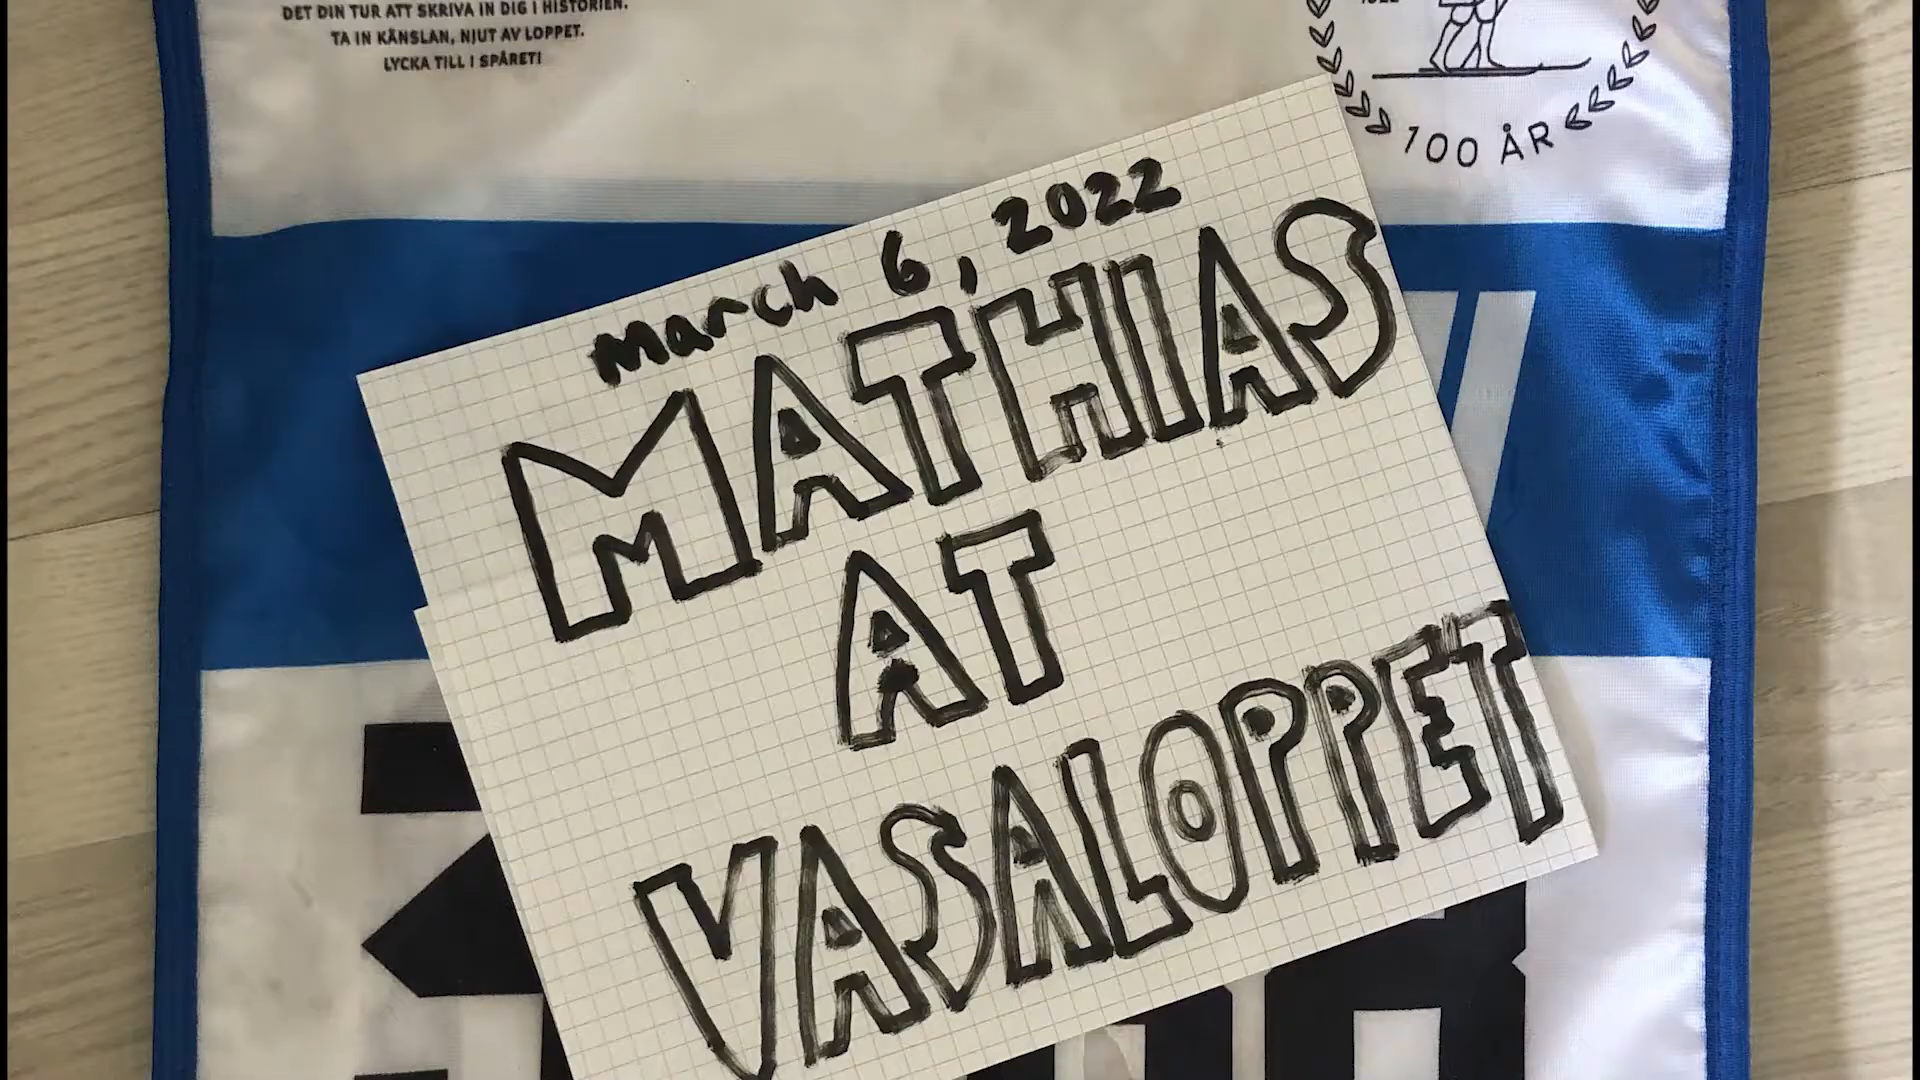 DET DIN TUR ATT SKRIVA IN DIG I HISTORIEN.
TA IN KÄNSLAN, NJUT AV LOPPET.
LYCKA TILL I SPÅRET!
100 ÅR
March 6, 2022
MATHIAS
AT
VASALOPPET